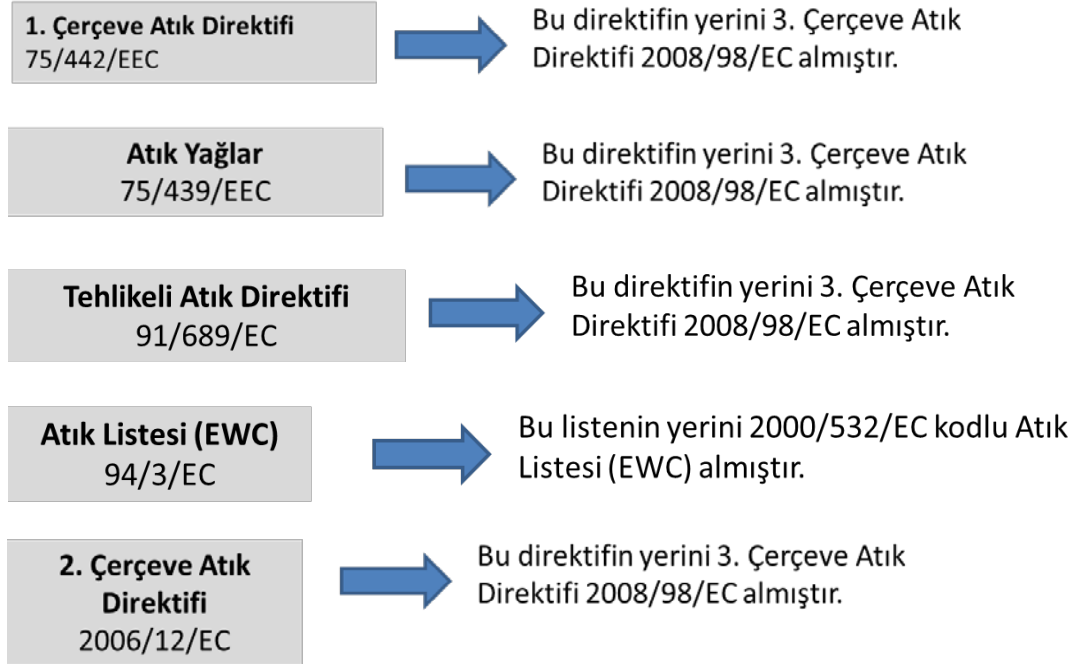 1. Çerçeve Atık Direktifi
75/442/EEC
Bu direktifin yerini 3. Çerçeve Atık
Direktifi 2008/98/EC almıştır.
Atık Yağlar
75/439/EEC
Bu direktifin yerini 3. Çerçeve Atık
Direktifi 2008/98/EC almıştır.
Tehlikeli Atık Direktifi
91/689/EC
Bu direktifin yerini 3. Çerçeve Atık
Direktifi 2008/98/EC almıştır.
Atık Listesi (EWC)
94/3/EC
Bu listenin yerini 2000/532/EC kodlu Atık
Listesi (EWC) almıştır.
2. Çerçeve Atık
Direktifi
2006/12/EC
Bu direktifin yerini 3. Çerçeve Atık
Direktifi 2008/98/EC almıştır.